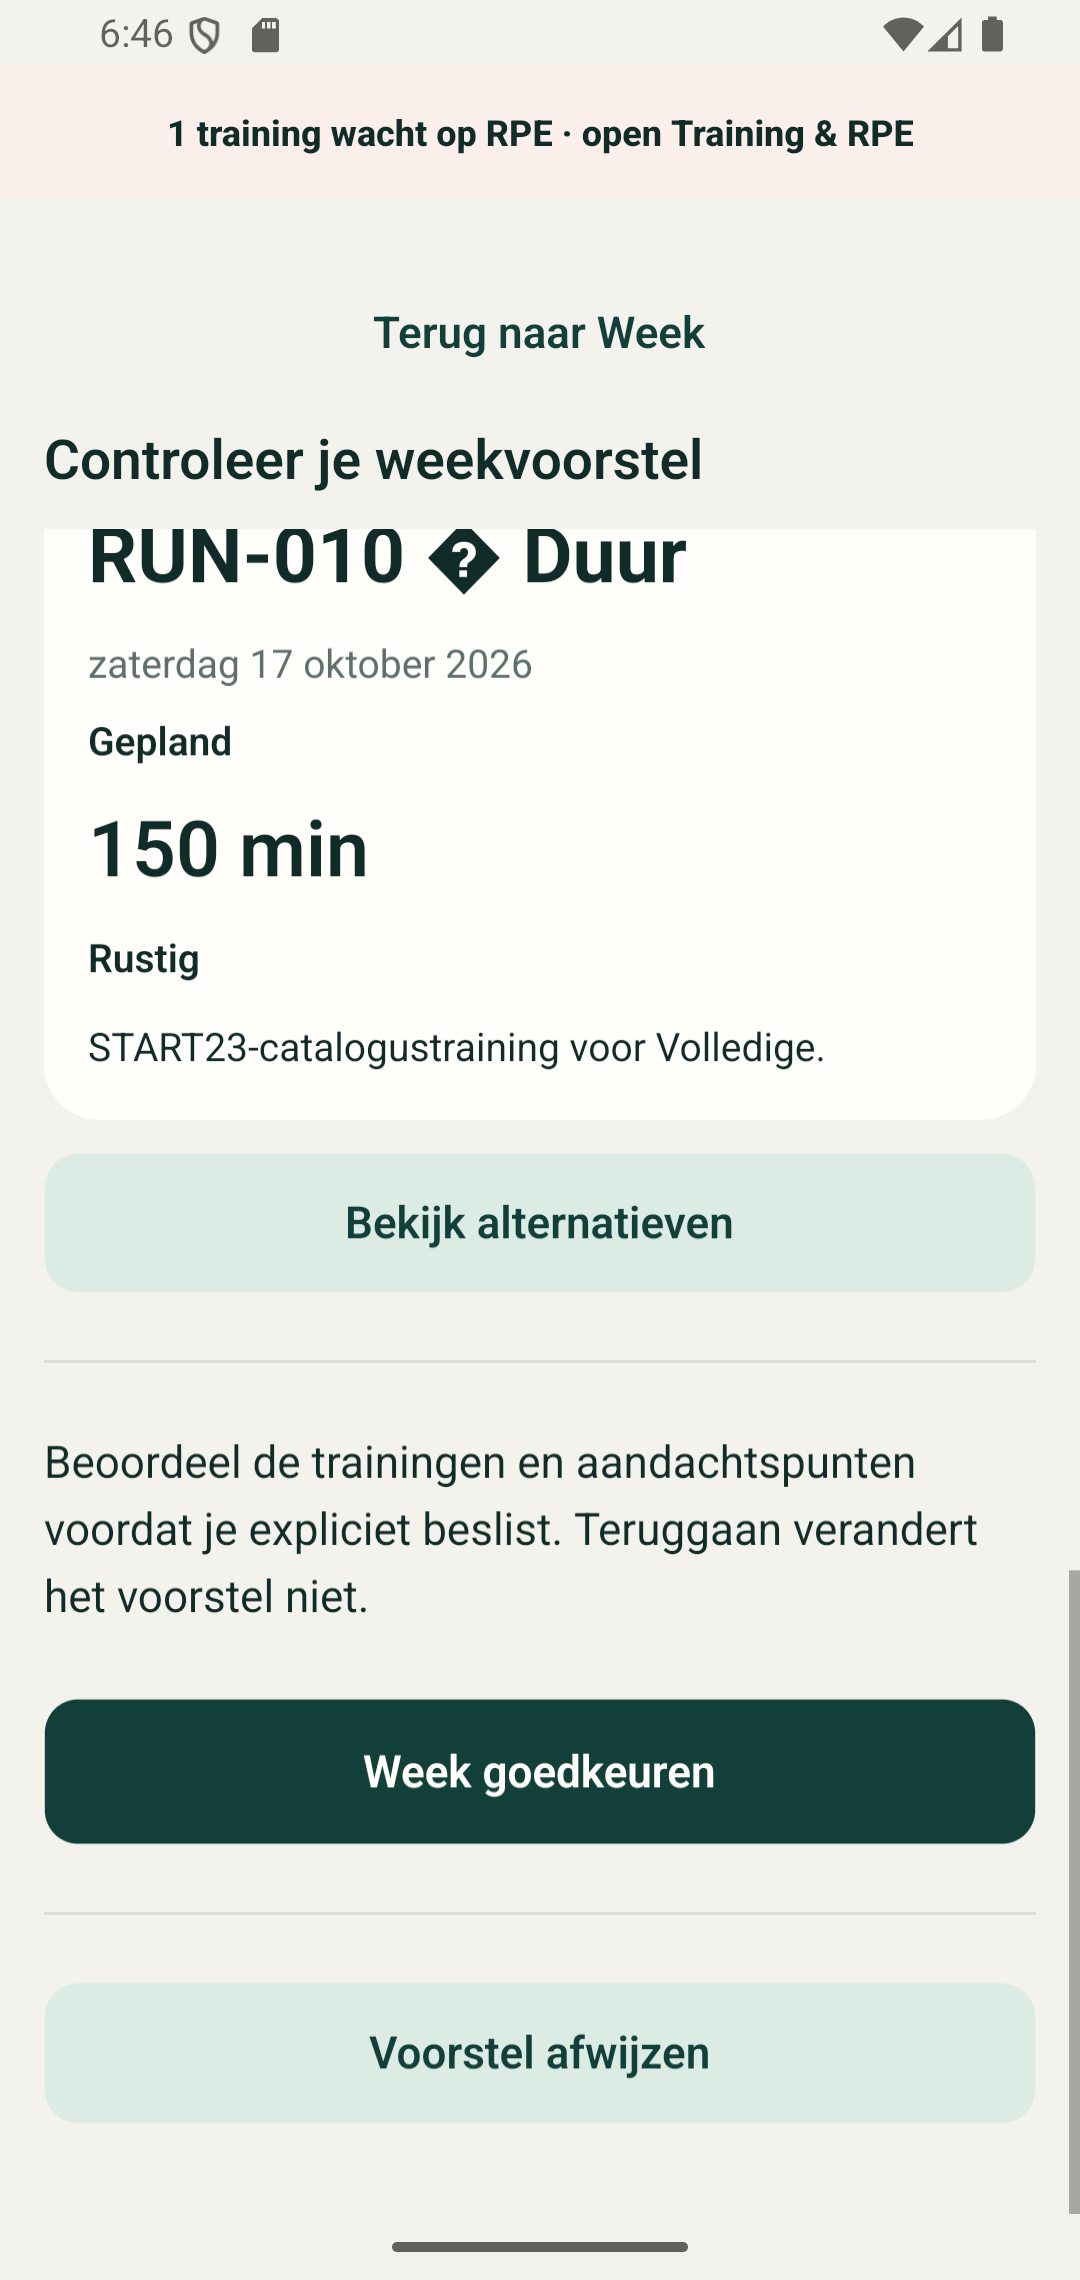 6:46
1 training wacht op RPE · open Training & RPE
Terug naar Week
Controleer je weekvoorstel
RUN-010 � Duur
zaterdag 17 oktober 2026
Gepland
150 min
Rustig
START23-catalogustraining voor Volledige.
Bekijk alternatieven
Beoordeel de trainingen en aandachtspunten
voordat je expliciet beslist. Teruggaan verandert
het voorstel niet.
Week goedkeuren
Voorstel afwijzen